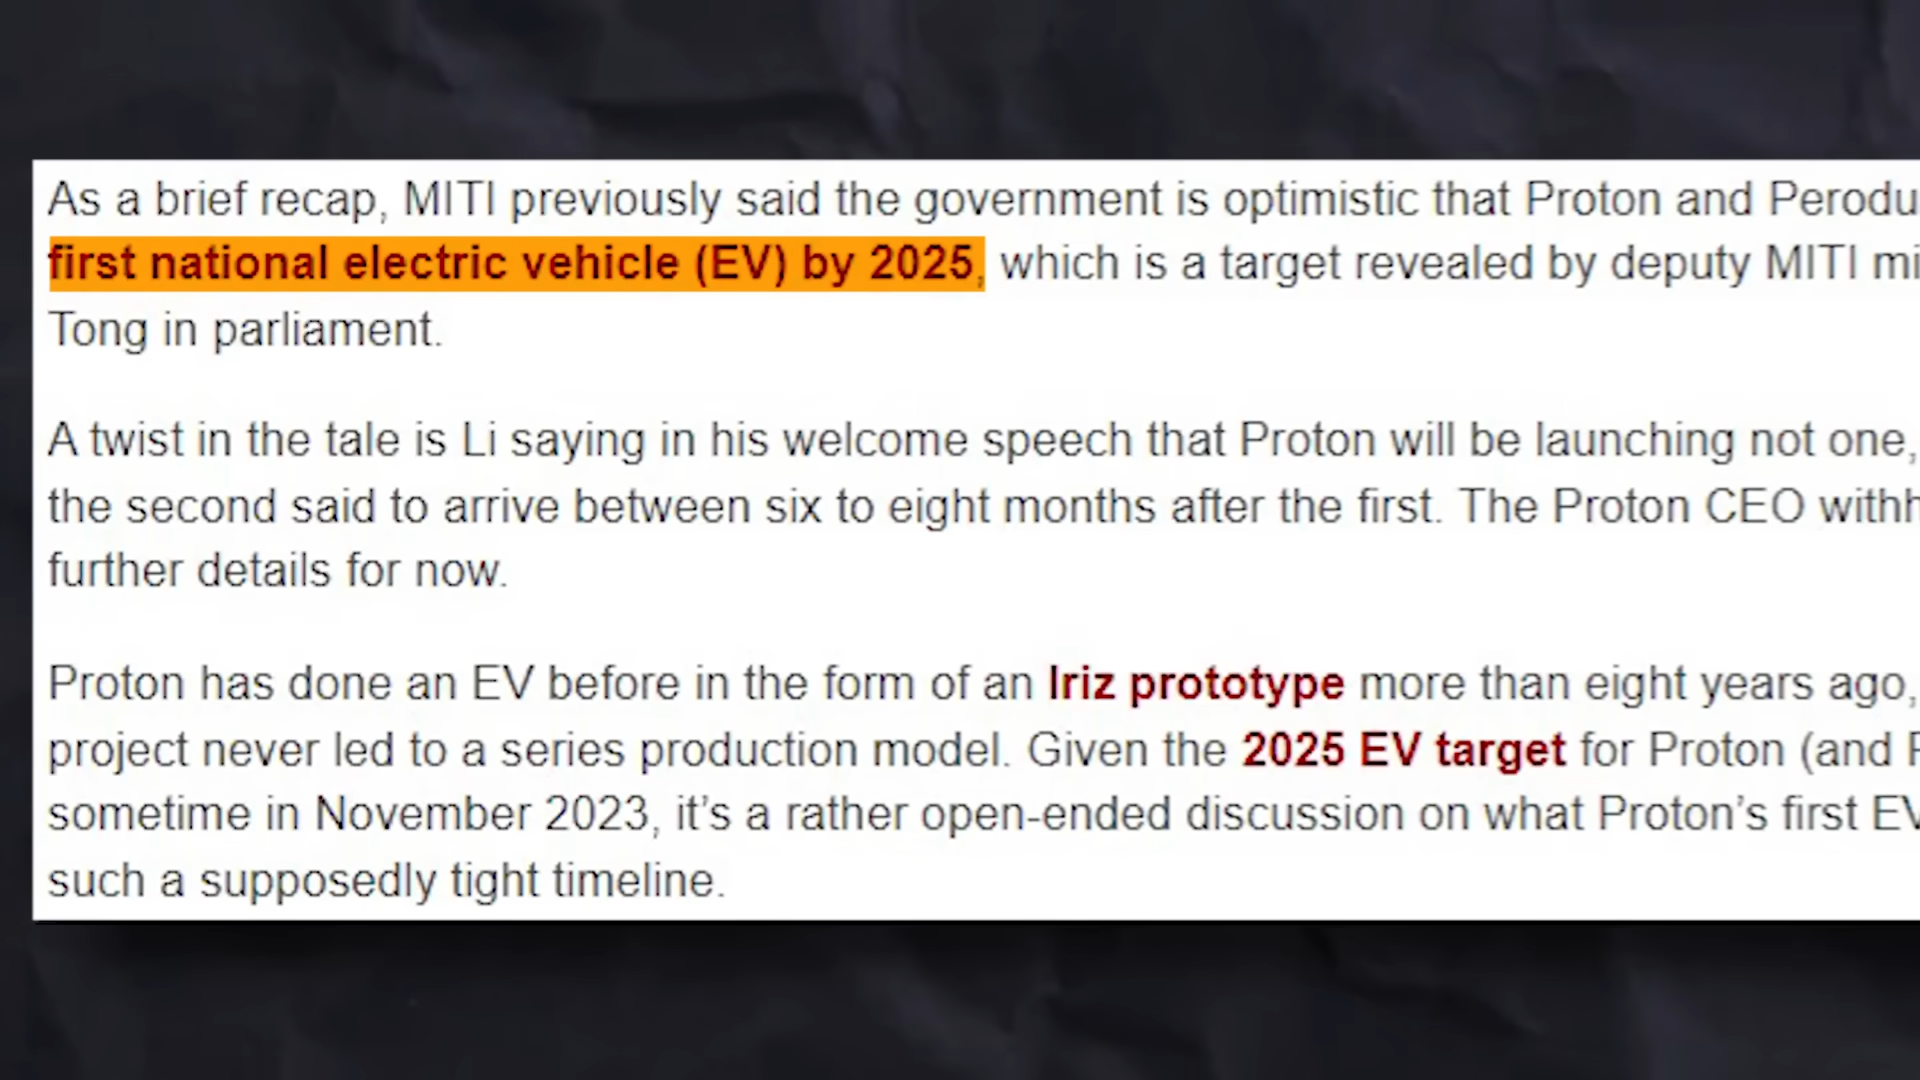 As a brief recap, MITI previously said the government is optimistic that Proton and Perodu
first national electric vehicle (EV) by 2025, which is a target revealed by deputy MITI mi
Tong in parliament.
A twist in the tale is Li saying in his welcome speech that Proton will be launching not one,
the second said to arrive between six to eight months after the first. The Proton CEO withh
further details for now.
Proton has done an EV before in the form of an Iriz prototype more than eight years ago,
project never led to a series production model. Given the 2025 EV target for Proton (and P
sometime in November 2023, it’s a rather open-ended discussion on what Proton’s first EV
such a supposedly tight timeline.